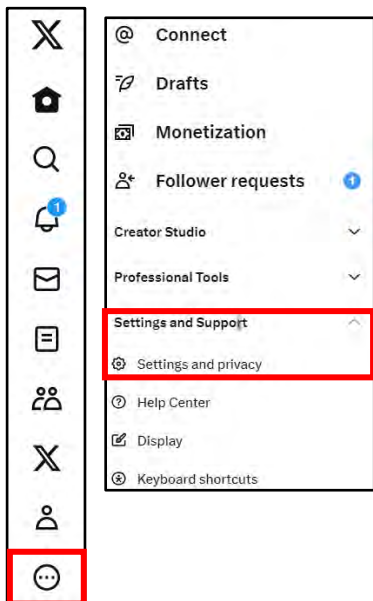 1
@ Connect
Drafts
Monetization
Follower requests 1
Creator Studio
Professional Tools
Settings and Support
Settings and privacy
Help Center
Display
Keyboard shortcuts